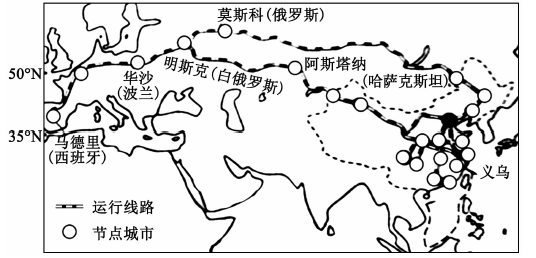 莫斯科(俄罗斯)
50°N
华沙
(波兰)
明斯克(白俄罗斯)
阿斯塔纳
(哈萨克斯坦)
35°N
马德里
(西班牙)
义乌
运行线路
节点城市